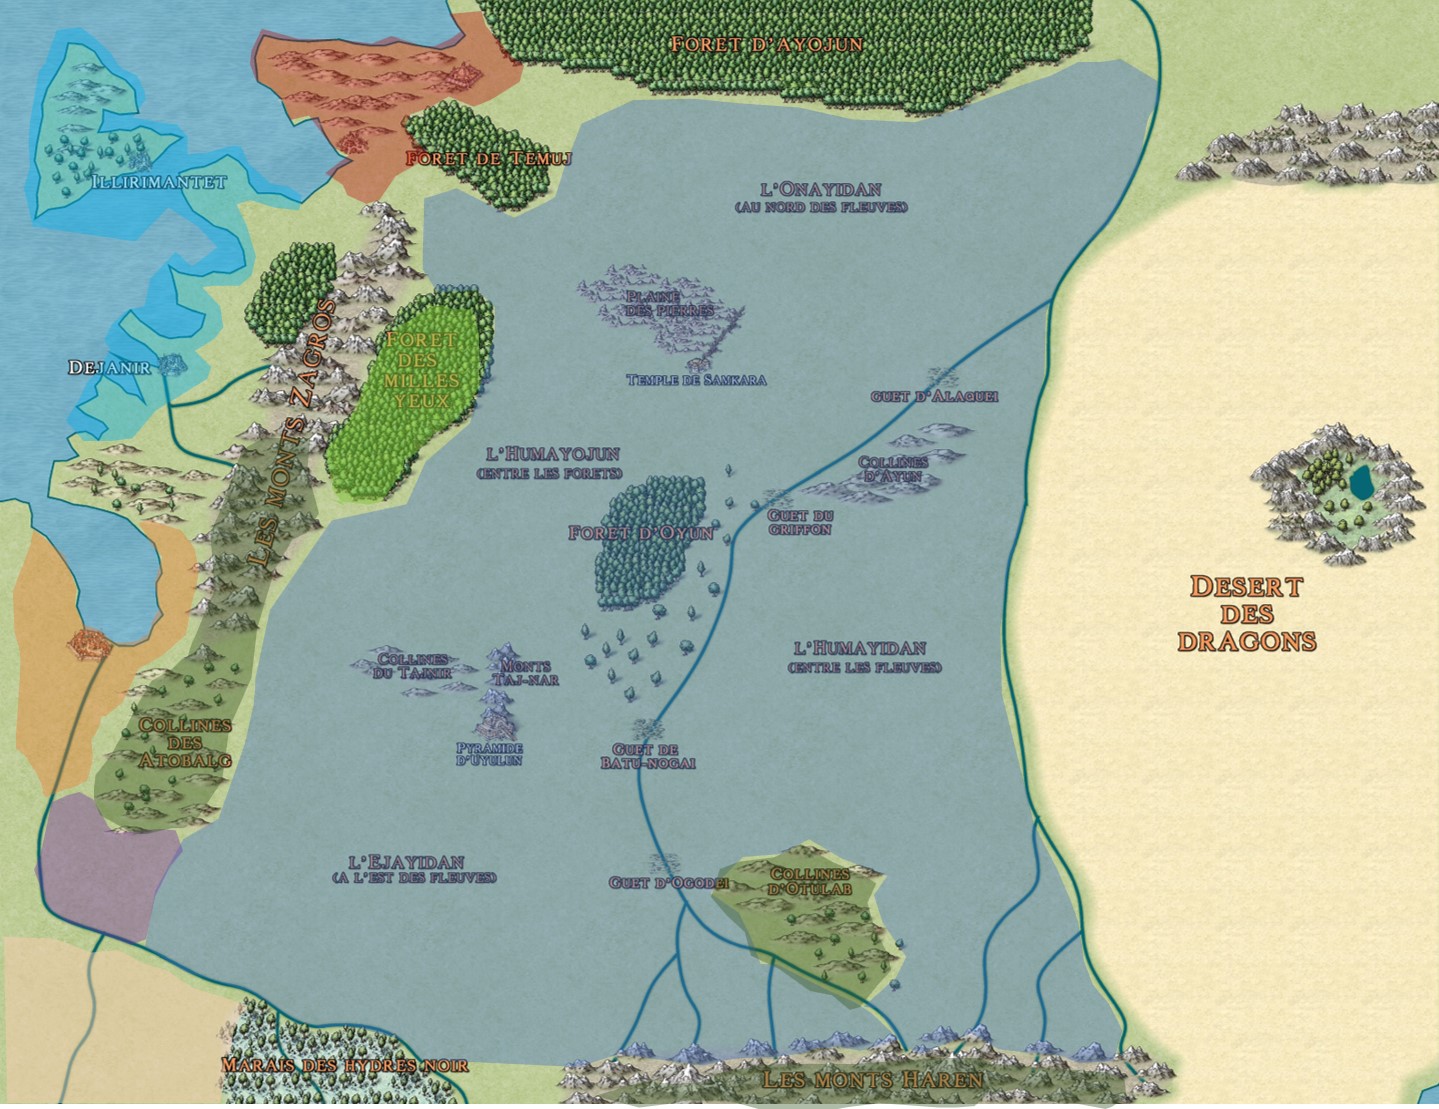 FORET D'AYOJUN
FORET DE TEMUJ
ILLIRIMANTET
L'ONAYIDAN
(AU NORD DES FLEUVES)
PLAINE
DES PIERRES
TEMPLE DE SAMKARA
LES MONTS ZAGROS
FORET
DES
MILLES
YEUX
DEJANIR
GUET D'ALAQUEI
L'HUMAYOJUN
(ENTRE LES FORETS)
COLLINES
D'AYUN
GUET DU
GRIFFON
FORET D'OYUN
DESERT
DES
DRAGONS
L'HUMAYIDAN
(ENTRE LES FLEUVES)
COLLINES
DU TAJNIR
MONTS
TAJ-NAR
PYRAMIDE
D'UYULUN
GUET DE
BATU-NOGAI
COLLINES
DES
ATOBALG
L'EJAYIDAN
(A L'EST DES FLEUVES)
GUET D'OGODEI
COLLINES
D'OTULAB
MARAIS DES HYDRES NOIR
LES MONTS HAREN